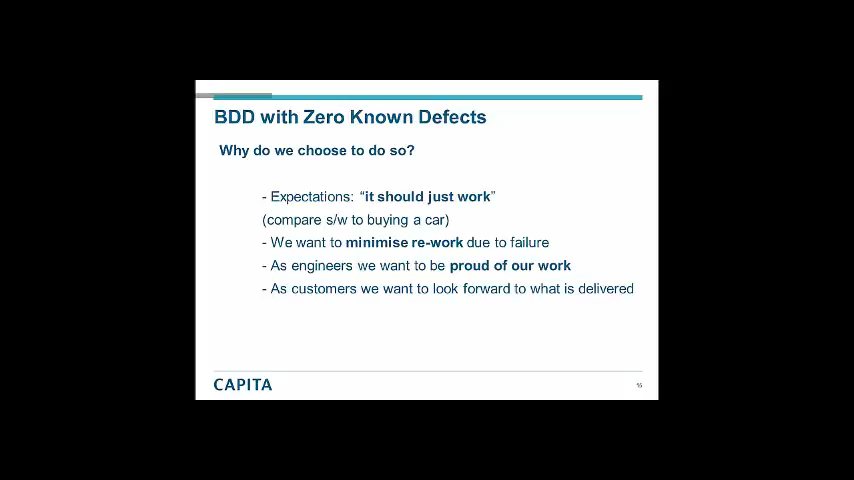 BDD with Zero Known Defects
Why do we choose to do so?
- Expectations: “it should just work”
(compare s/w to buying a car)
- We want to minimise re-work due to failure
- As engineers we want to be proud of our work
- As customers we want to look forward to what is delivered
CAPITA